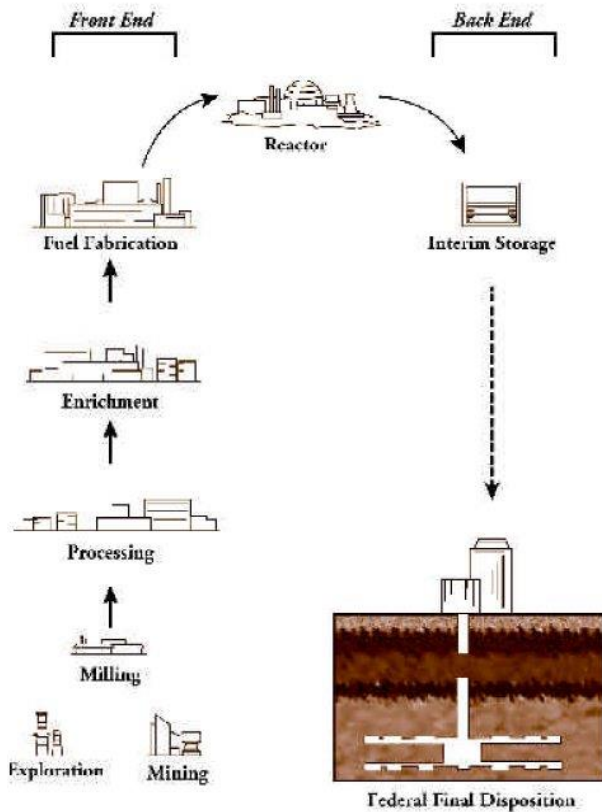 Front End
Back End
Reactor
Fuel Fabrication
Interim Storage
Enrichment
Processing
Milling
Exploration
Mining
Federal Final Disposition